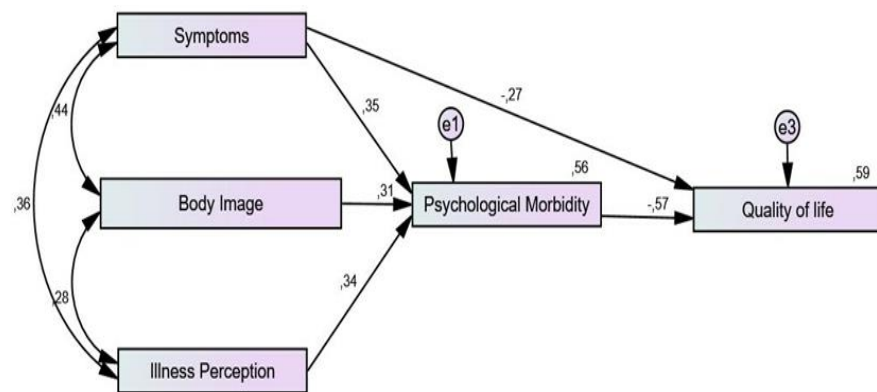 Symptoms
-,27
,44
,35
e1
e3
,56
,59
,36
Body Image
,31
Psychological Morbidity
-,57
Quality of life
,28
,34
Illness Perception